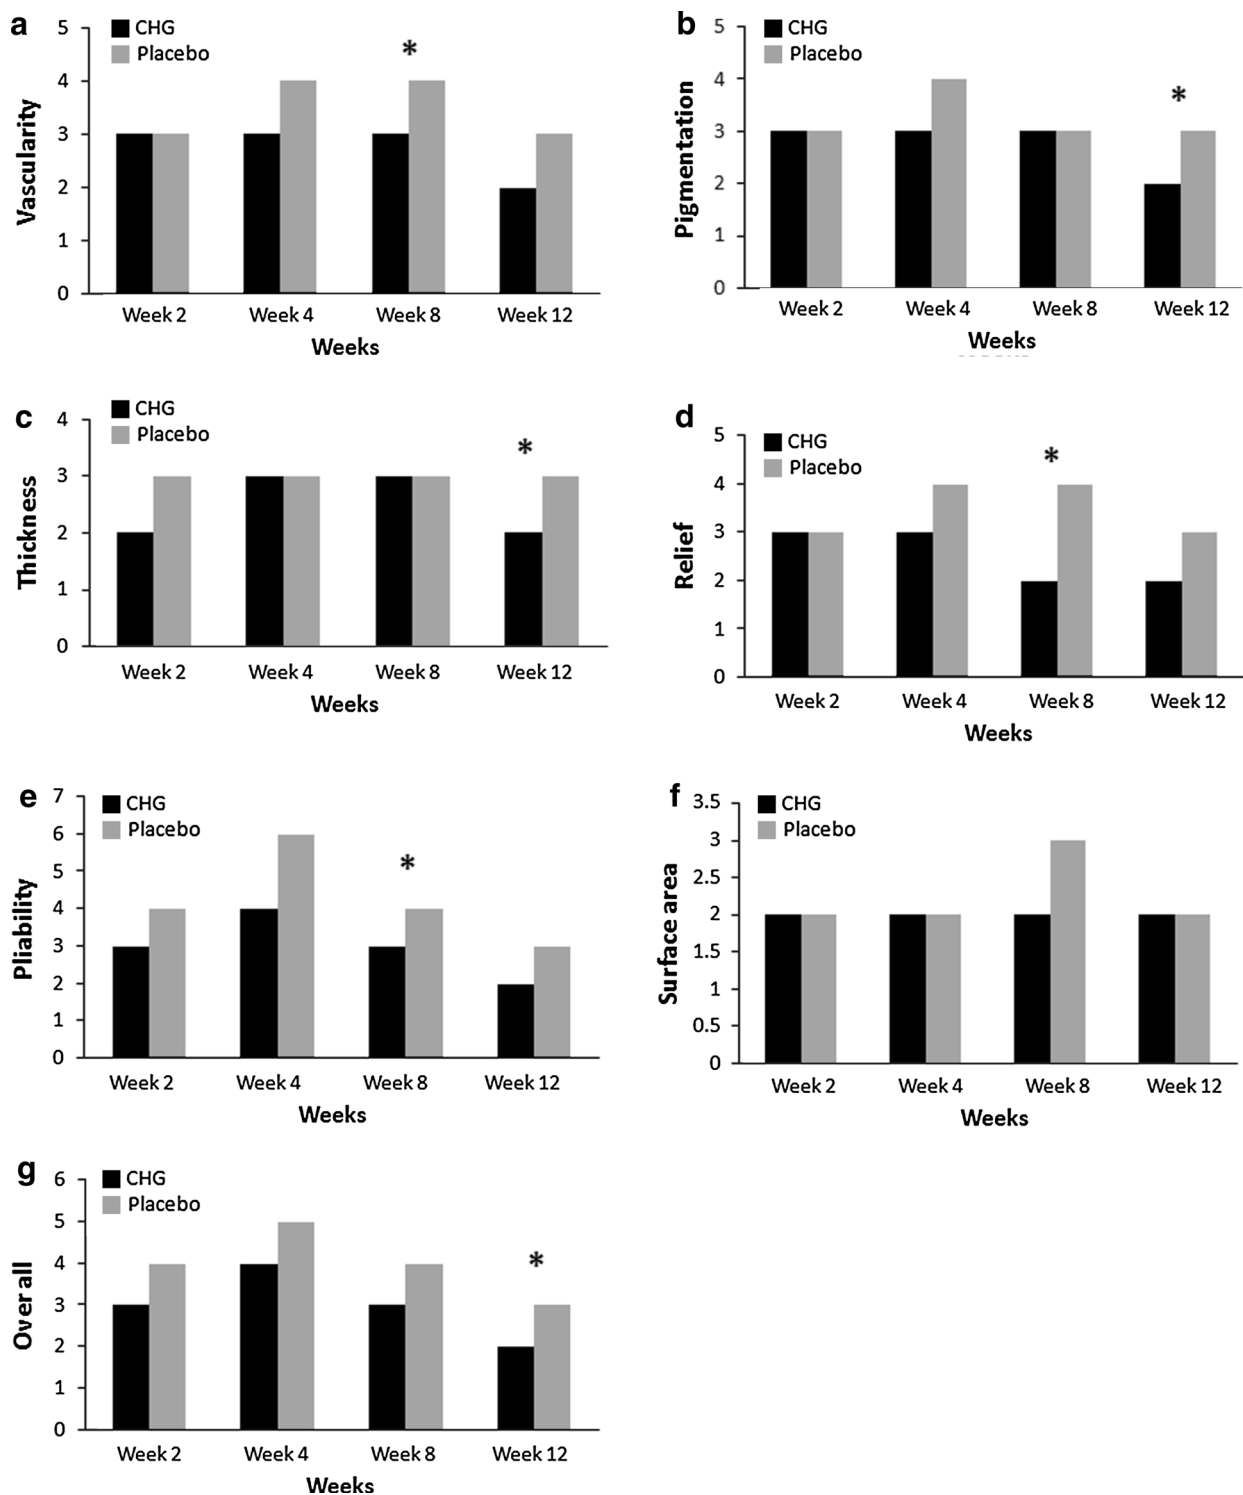 a
CHG
Placebo
*
5
4
3
2
1
0
Vascularity
Week 2 Week 4 Week 8 Week 12
Weeks
b
CHG
Placebo
*
5
4
3
2
1
0
Pigmentation
Week 2 Week 4 Week 8 Week 12
Weeks
c
CHG
Placebo
*
4
3
2
1
0
Thickness
Week 2 Week 4 Week 8 Week 12
Weeks
d
CHG
Placebo
*
5
4
3
2
1
0
Relief
Week 2 Week 4 Week 8 Week 12
Weeks
e
CHG
Placebo
*
7
6
5
4
3
2
1
0
Pliability
Week 2 Week 4 Week 8 Week 12
Weeks
f
CHG
Placebo
3.5
3
2.5
2
1.5
1
0.5
0
Surface area
Week 2 Week 4 Week 8 Week 12
Weeks
g
CHG
Placebo
*
6
5
4
3
2
1
0
Over all
Week 2 Week 4 Week 8 Week 12
Weeks